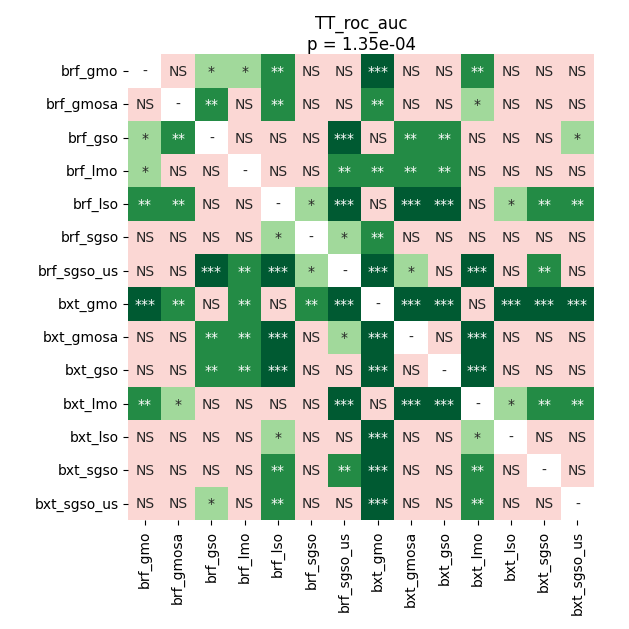 TT_roc_auc
p = 1.35e-04
brf_gmo - NS * * ** NS NS *** NS NS ** NS NS NS
brf_gmosa NS - ** NS ** NS NS ** NS NS * NS NS NS
brf_gso * ** - NS NS NS *** NS ** ** NS NS NS *
brf_lmo * NS NS - NS NS ** ** ** ** NS NS NS NS
brf_lso ** ** NS NS - * *** NS *** *** NS * ** **
brf_sgso NS NS NS NS * - * ** NS NS NS NS NS NS
brf_sgso_us NS NS *** ** *** * - *** * NS *** NS ** NS
bxt_gmo *** ** NS ** NS ** *** - *** *** NS *** *** ***
bxt_gmosa NS NS ** ** *** NS * *** - NS *** NS NS NS
bxt_gso NS NS ** ** *** NS NS *** NS - *** NS NS NS
bxt_lmo ** * NS NS NS NS *** NS *** *** - * ** **
bxt_lso NS NS NS NS * NS NS *** NS NS * - NS NS
bxt_sgso NS NS NS NS ** NS ** *** NS NS ** NS - NS
bxt_sgso_us NS NS * NS ** NS NS *** NS NS ** NS NS -
brf_gmo brf_gmosa brf_gso brf_lmo brf_lso brf_sgso brf_sgso_us bxt_gmo bxt_gmosa bxt_gso bxt_lmo bxt_lso bxt_sgso bxt_sgso_us